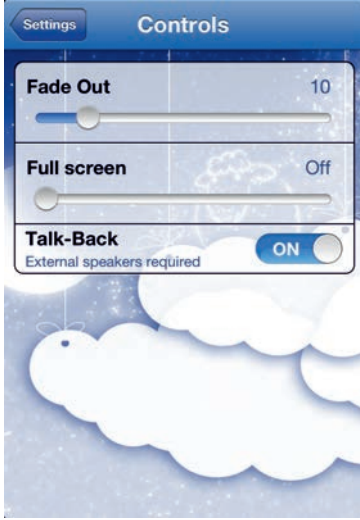 Settings
Controls
Fade Out 10
Full screen Off
Talk-Back
External speakers required
ON